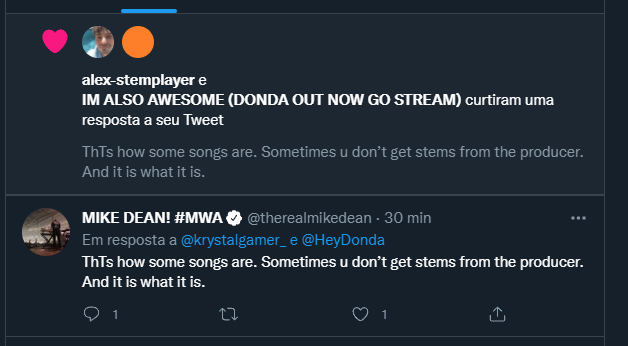 alex-stemplayer e
IM ALSO AWESOME (DONDA OUT NOW GO STREAM) curtiram uma
resposta a seu Tweet
ThTs how some songs are. Sometimes u don’t get stems from the producer.
And it is what it is.
MIKE DEAN! #MWA @therealmikedean · 30 min
Em resposta a @krystalgamer_ e @HeyDonda
ThTs how some songs are. Sometimes u don’t get stems from the producer.
And it is what it is.
1 1